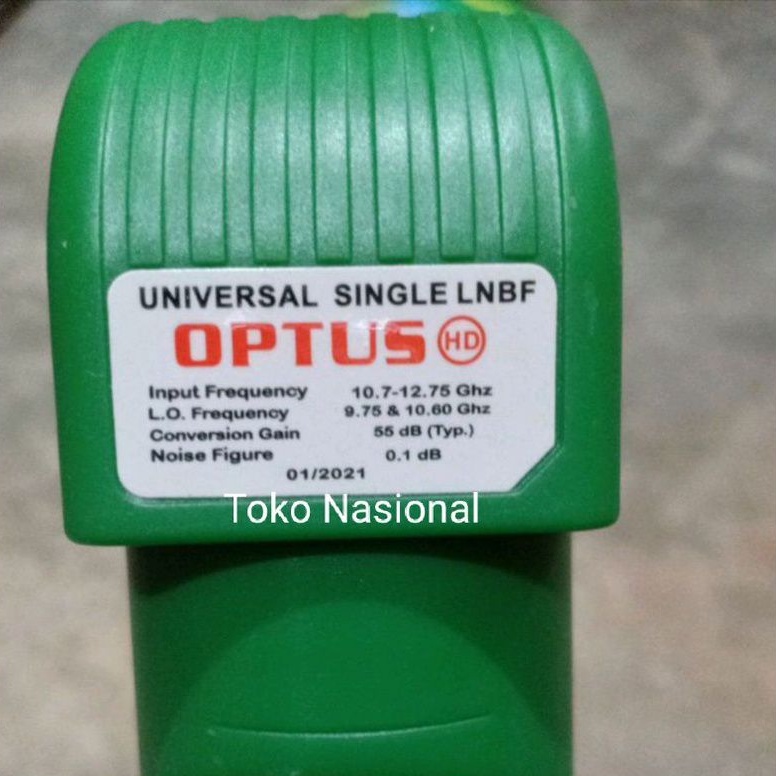 UNIVERSAL SINGLE LNBF
OPTUS HD
Input Frequency 10.7-12.75 Ghz
L.O. Frequency 9.75 & 10.60 Ghz
Conversion Gain 55 dB (Typ.)
Noise Figure 0.1 dB
01/2021
Toko Nasional